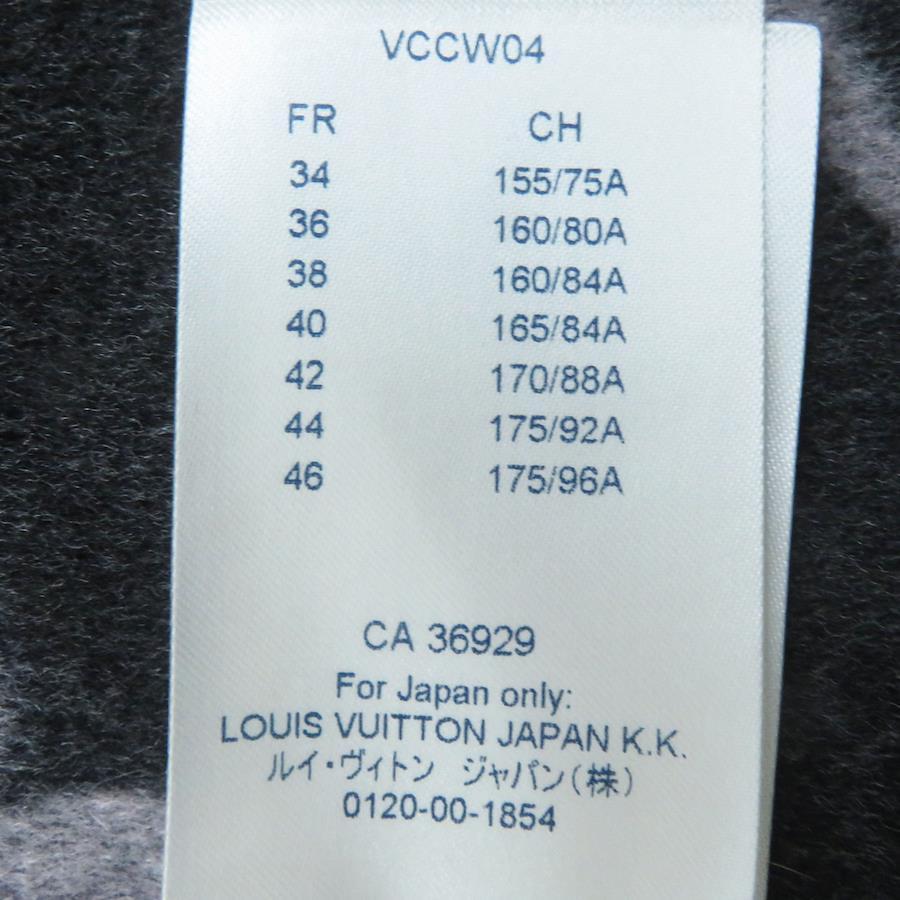 VCCW04
FR CH
34 155/75A
36 160/80A
38 160/84A
40 165/84A
42 170/88A
44 175/92A
46 175/96A
CA 36929
For Japan only:
LOUIS VUITTON JAPAN K.K.
ルイ・ヴィトン ジャパン(株)
0120-00-1854